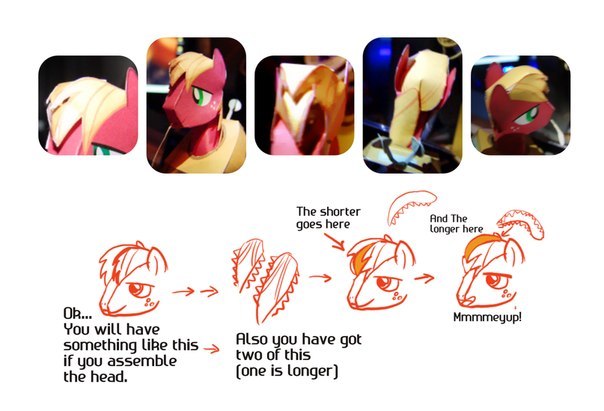 The shorter
goes here
And The
longer here
Ok...
You will have
something like this
if you assemble
the head.
Also you have got
two of this
(one is longer)
Mmmmeyup!